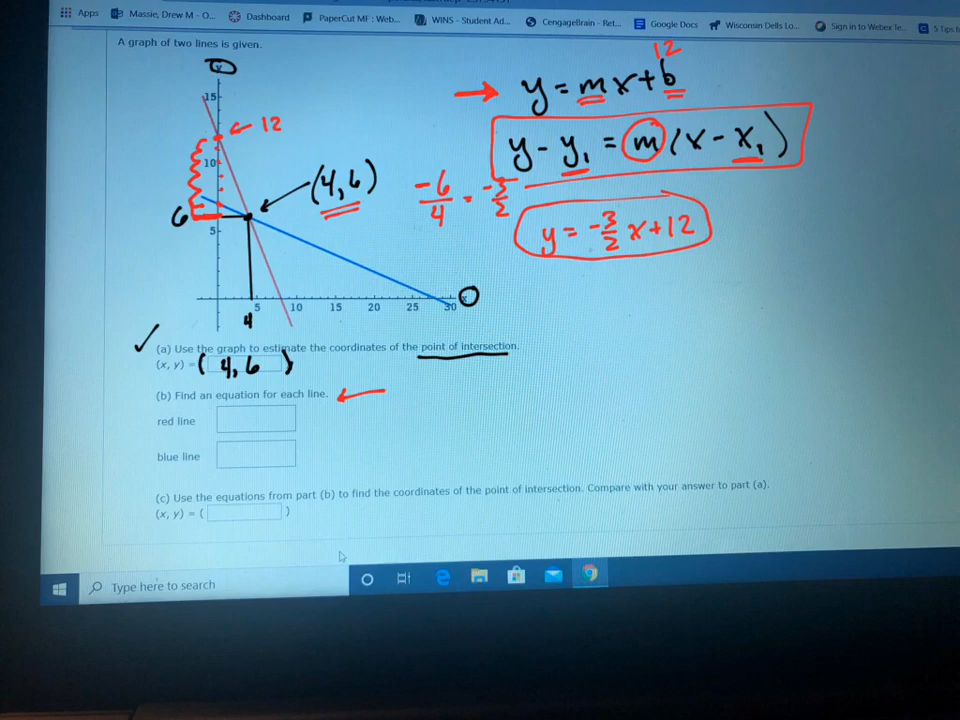 Apps Massie, Drew M - O... Dashboard PaperCut MF : Web... WINS - Student Ad... CengageBrain - Ret... Google Docs Wisconsin Dells Lo... Sign in to Webex Te... 5 Tips
A graph of two lines is given.
y
15
12
10
6
5
(4,6)
5 10 15 20 25 30 x
4
12
y = mx+b
y - y₁ = m(x - x₁)
-6/4 = -3/2
y = -3/2 x+12
(a) Use the graph to estimate the coordinates of the point of intersection.
(x, y) = ( 4,6 )
(b) Find an equation for each line.
red line
blue line
(c) Use the equations from part (b) to find the coordinates of the point of intersection. Compare with your answer to part (a).
(x, y) = ( )
Type here to search